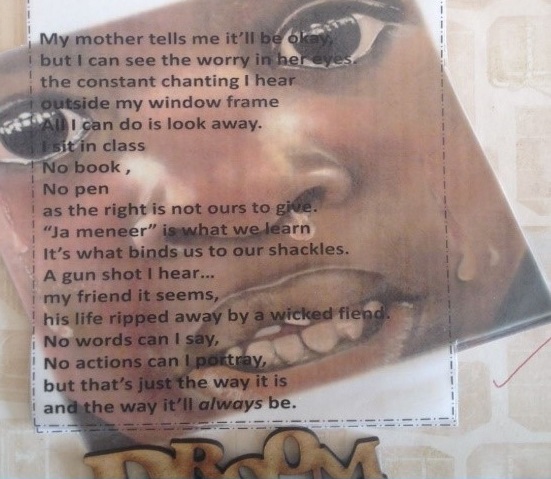 My mother tells me it'll be okay,
but I can see the worry in her eyes.
the constant chanting I hear
outside my window frame
All I can do is look away.
I sit in class
No book ,
No pen
as the right is not ours to give.
"Ja meneer" is what we learn
It's what binds us to our shackles.
A gun shot I hear...
my friend it seems,
his life ripped away by a wicked fiend.
No words can I say,
No actions can I portray,
but that's just the way it is
and the way it'll always be.
DROOM